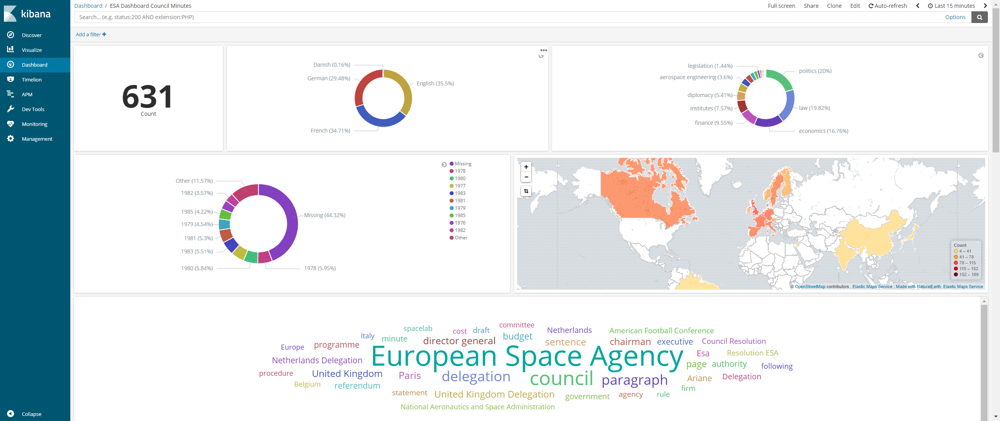 kibana
Discover
Visualize
Dashboard
Timelion
APM
Dev Tools
Monitoring
Management
Collapse
Dashboard / ESA Dashboard Council Minutes
Full screen Share Clone Edit Auto-refresh Last 15 minutes
Search... (e.g. status:200 AND extension:PHP)
Options
Add a filter
631
Count
Danish (0.16%)
German (29.48%)
English (35.5%)
French (34.71%)
legislation (1.44%)
politics (20%)
aerospace engineering (3.6%)
diplomacy (5.41%)
institutes (7.57%)
law (19.82%)
finance (9.55%)
economics (16.76%)
Other (11.57%)
1982 (3.57%)
1985 (4.22%)
Missing (44.32%)
1979 (4.54%)
1981 (5.3%)
1983 (5.51%)
1980 (5.84%)
1978 (5.95%)
Missing
1978
1980
1977
1983
1981
1979
1985
1976
1982
Other
+
−
Count
4 – 41
41 – 78
78 – 115
115 – 152
152 – 189
© OpenStreetMap contributors , Elastic Maps Service , Made with NaturalEarth, Elastic Maps Service
committee
spacelab cost draft Netherlands American Football Conference
Italy minute director general budget sentence chairman executive Council Resolution
Europe programme
European Space Agency Esa Resolution ESA
Netherlands Delegation page authority following
procedure United Kingdom Paris delegation council paragraph Ariane Delegation
Belgium referendum firm
statement United Kingdom Delegation government agency rule
National Aeronautics and Space Administration